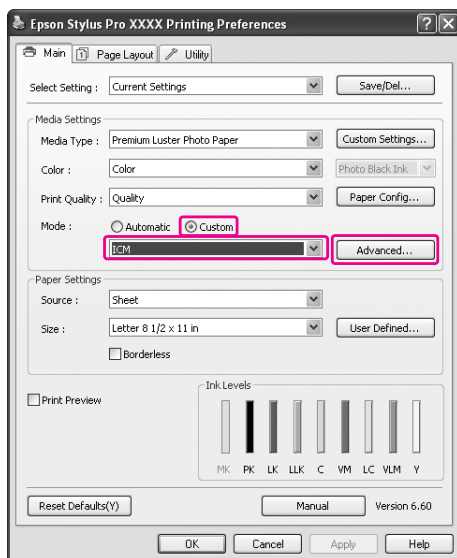 Epson Stylus Pro XXXX Printing Preferences
Main Page Layout Utility
Select Setting : Current Settings Save/Del...
Media Settings
Media Type : Premium Luster Photo Paper Custom Settings...
Color : Color Photo Black Ink
Print Quality : Quality Paper Config...
Mode : Automatic Custom
ICM Advanced...
Paper Settings
Source : Sheet
Size : Letter 8 1/2 x 11 in User Defined...
Borderless
Print Preview
Ink Levels
MK PK LK LLK C VM LC VLM Y
Reset Defaults(Y) Manual Version 6.60
OK Cancel Apply Help